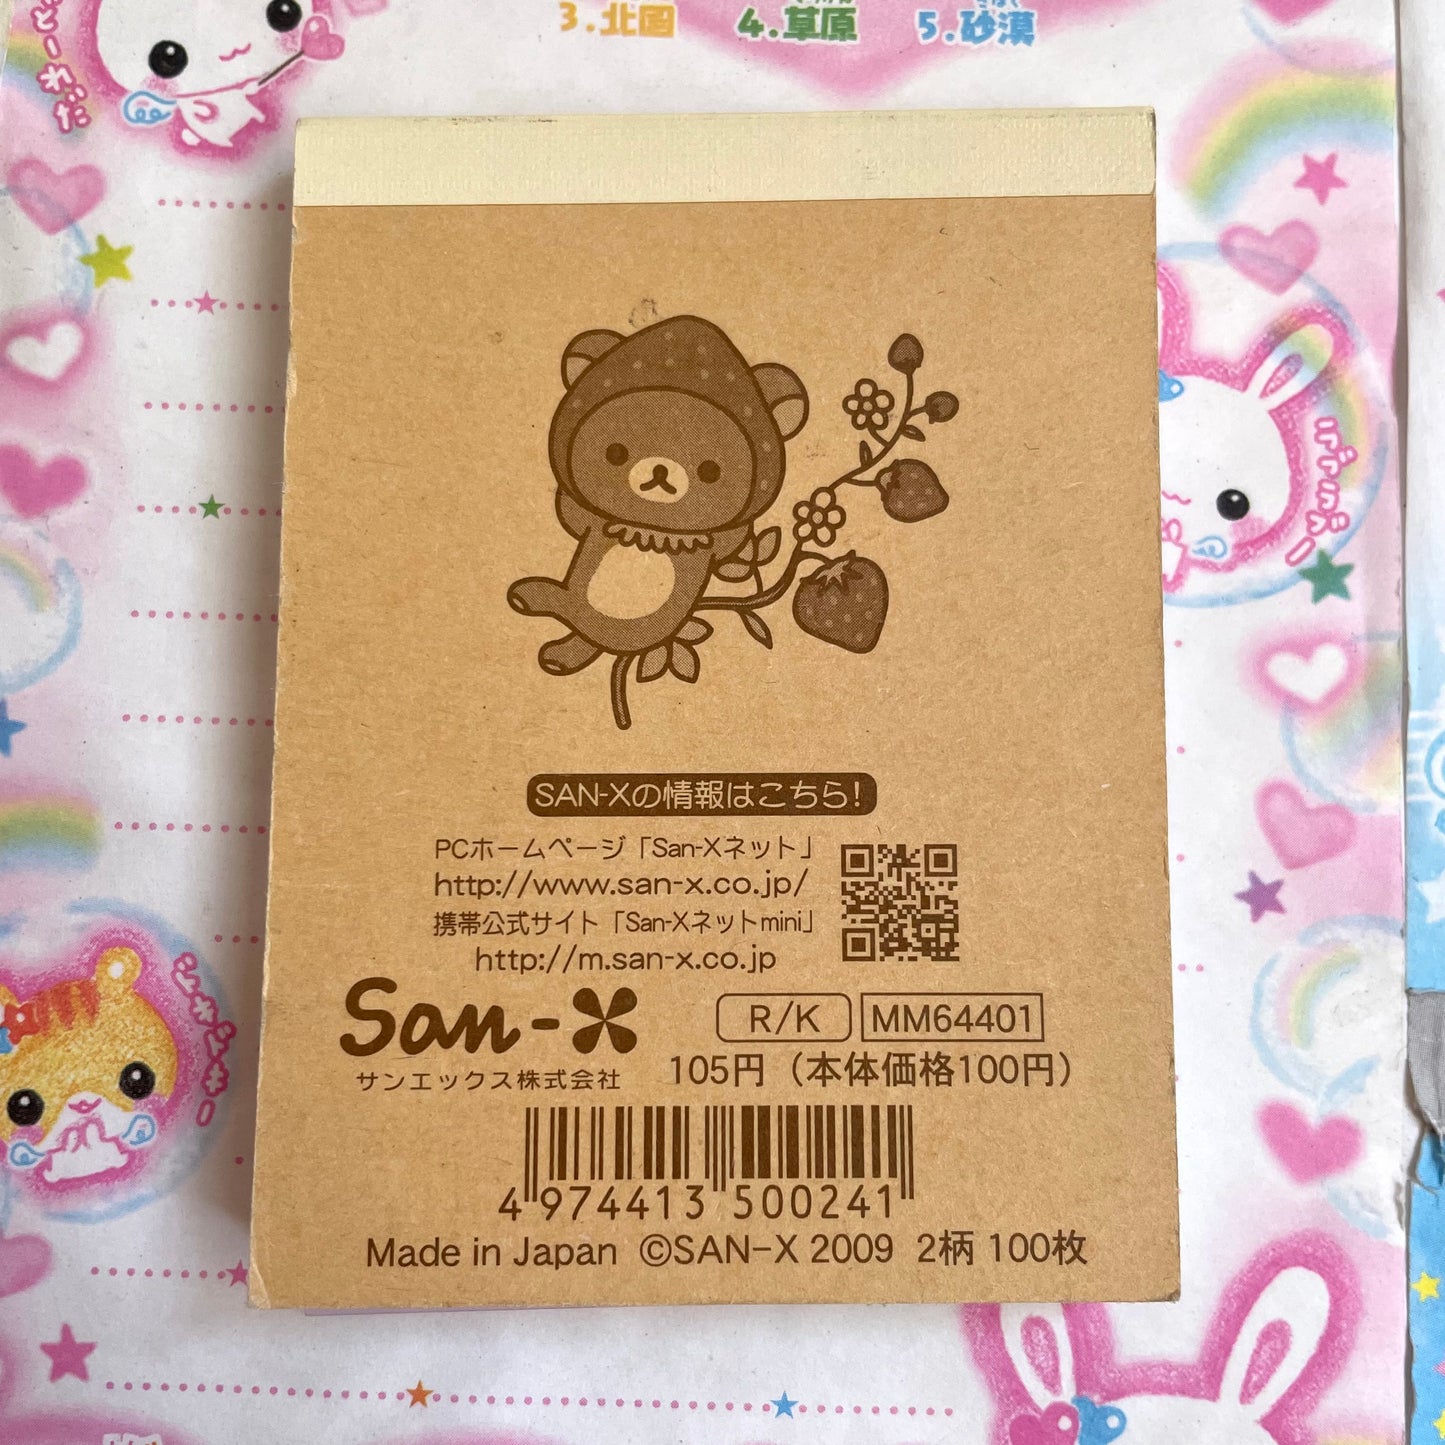 3.北国
4.草原
5.砂漠
SAN-Xの情報はこちら!
PCホームページ「San-Xネット」
http://www.san-x.co.jp/
携帯公式サイト「San-Xネットmini」
http://m.san-x.co.jp
San-X
サンエックス株式会社
R/K
MM64401
105円（本体価格100円）
4 974413 500241
Made in Japan ©SAN-X 2009 2柄 100枚